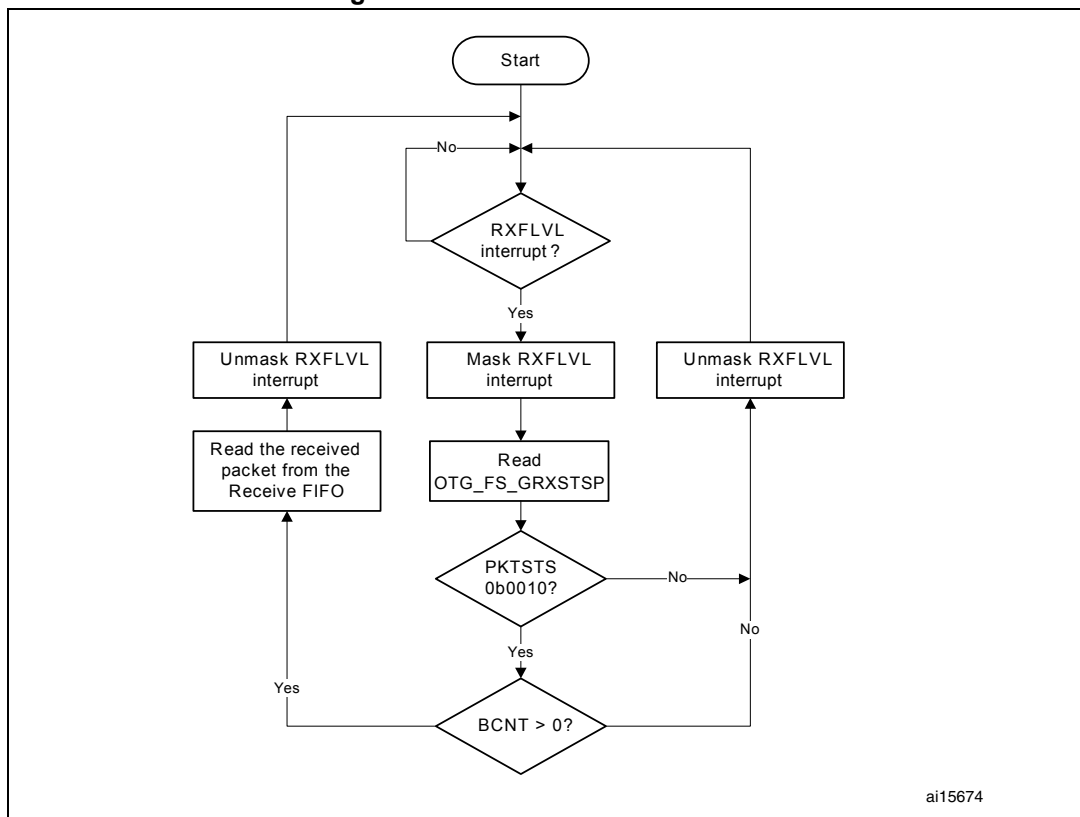 Start
No
RXFLVL
interrupt ?
Yes
Unmask RXFLVL
interrupt
Mask RXFLVL
interrupt
Unmask RXFLVL
interrupt
Read the received
packet from the
Receive FIFO
Read
OTG_FS_GRXSTSP
PKTSTS
0b0010?
No
No
Yes
Yes
BCNT > 0?
ai15674